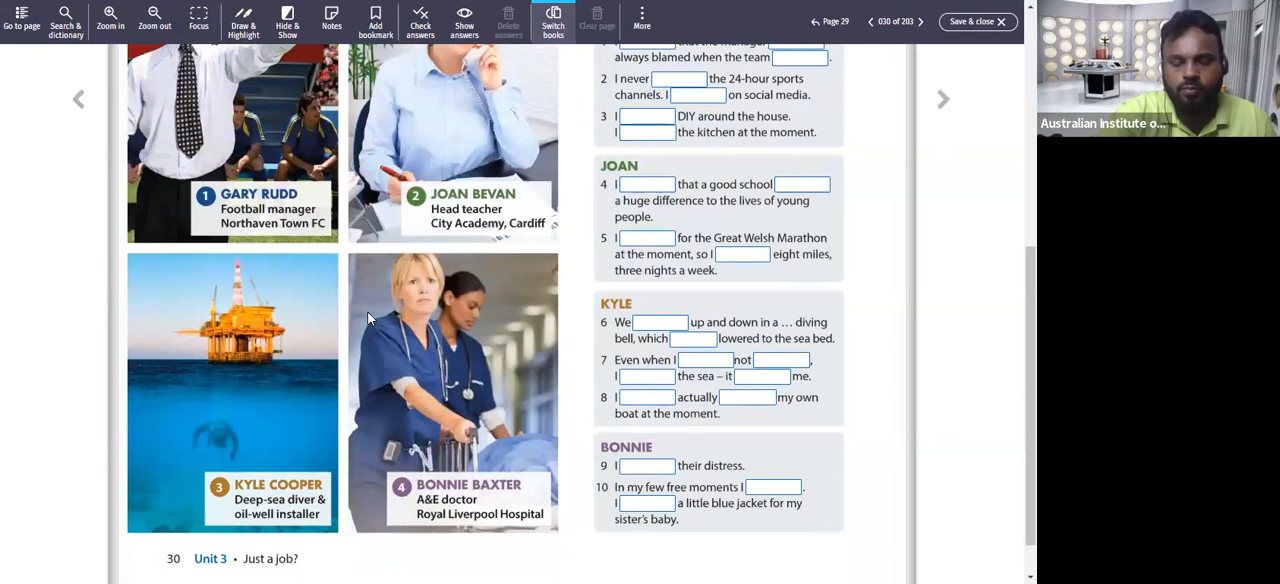 Go to page
Search & dictionary
Zoom in
Zoom out
Focus
Draw & Highlight
Hide & Show
Notes
Add bookmark
Check answers
Show answers
Delete answers
Switch books
Clear page
More
Page 29
030 of 203
Save & close
Australian Institute o...
that the manager
always blamed when the team .
2 I never the 24-hour sports
channels. I on social media.
3 I DIY around the house.
I the kitchen at the moment.
JOAN
4 I that a good school
a huge difference to the lives of young
people.
5 I for the Great Welsh Marathon
at the moment, so I eight miles,
three nights a week.
KYLE
6 We up and down in a … diving
bell, which lowered to the sea bed.
7 Even when I not ,
I the sea – it me.
8 I actually my own
boat at the moment.
BONNIE
9 I their distress.
10 In my few free moments I .
I a little blue jacket for my
sister's baby.
1 GARY RUDD
Football manager
Northaven Town FC
2 JOAN BEVAN
Head teacher
City Academy, Cardiff
3 KYLE COOPER
Deep-sea diver &
oil-well installer
4 BONNIE BAXTER
A&E doctor
Royal Liverpool Hospital
30 Unit 3 • Just a job?